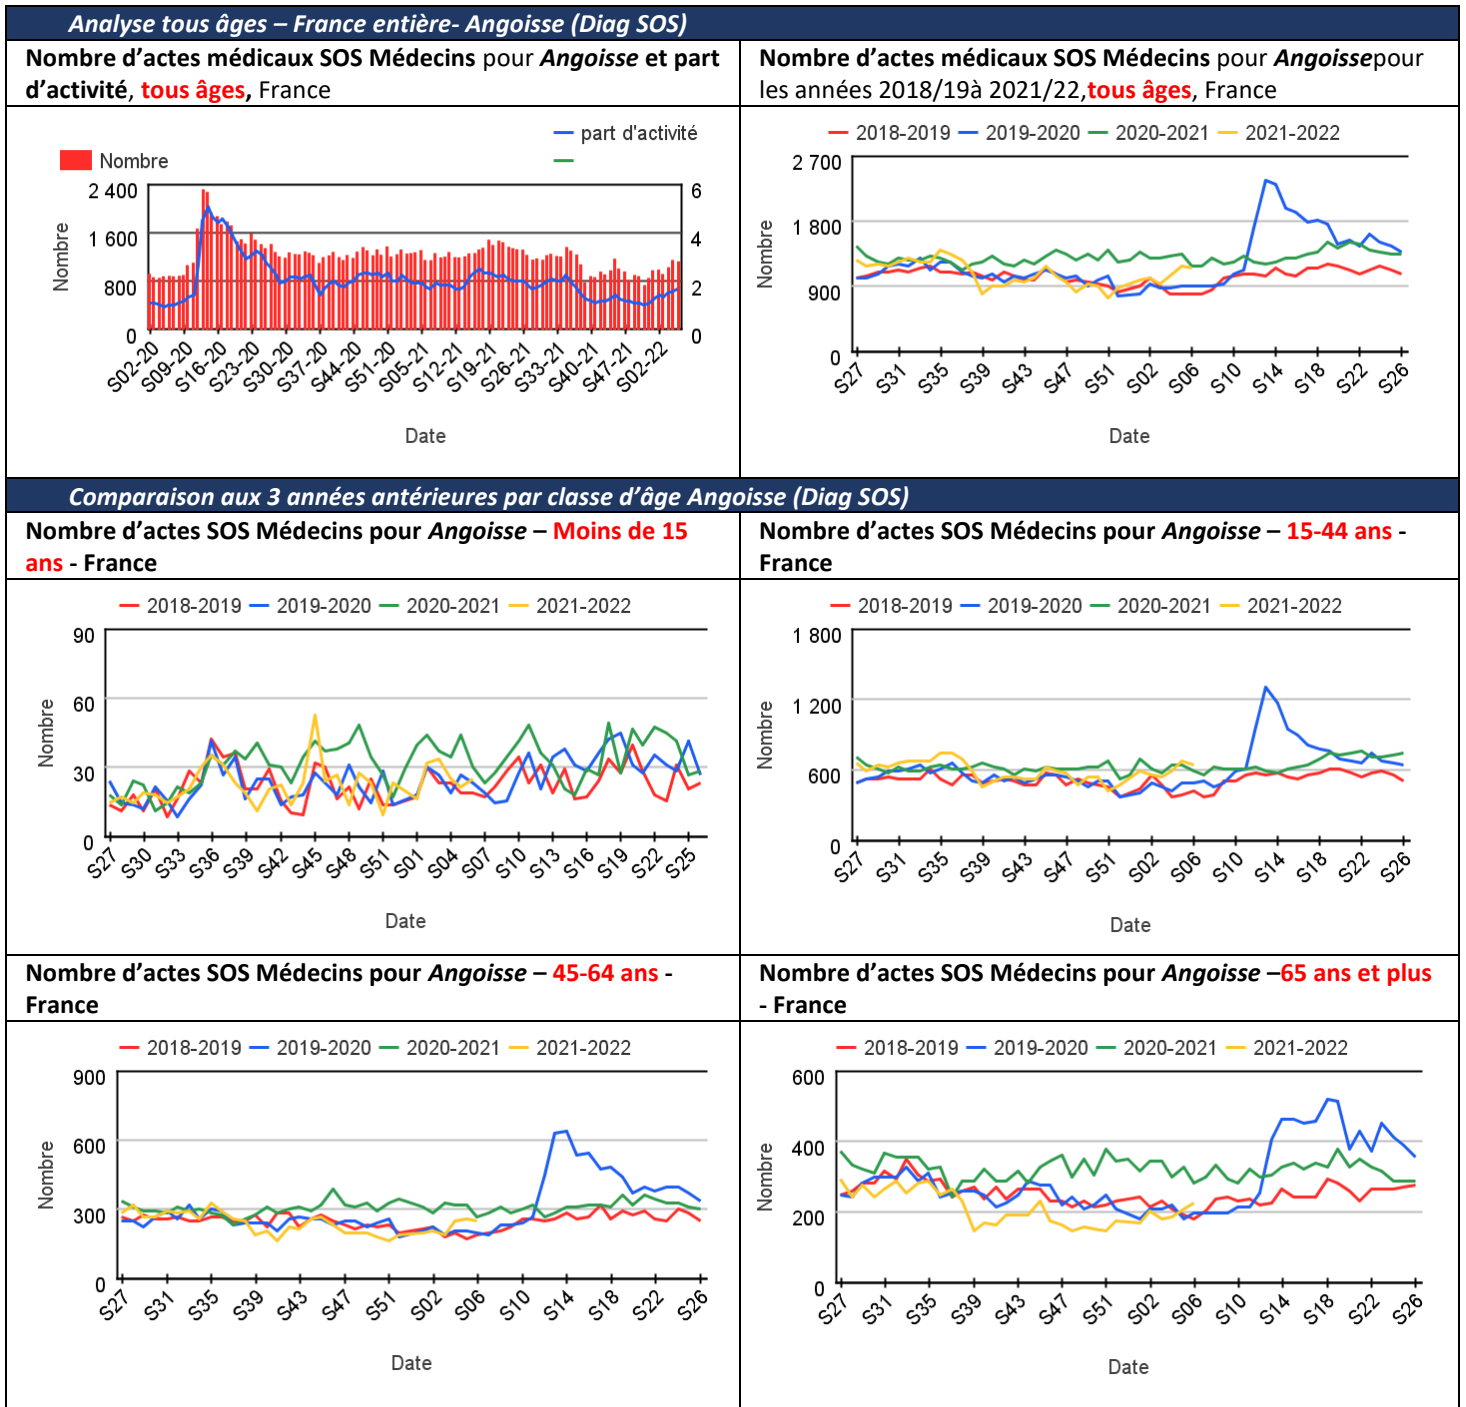 Analyse tous âges – France entière- Angoisse (Diag SOS)
Nombre d’actes médicaux SOS Médecins pour Angoisse et part
d’activité, tous âges, France
Nombre d’actes médicaux SOS Médecins pour Angoissepour
les années 2018/19à 2021/22,tous âges, France
part d'activité
Nombre
2 400
1 600
800
0
6
4
2
0
Nombre
S02-20
S09-20
S16-20
S23-20
S30-20
S37-20
S44-20
S51-20
S05-21
S12-21
S19-21
S26-21
S33-21
S40-21
S47-21
S02-22
Date
2018-2019
2019-2020
2020-2021
2021-2022
2 700
1 800
900
0
Nombre
S27
S31
S35
S39
S43
S47
S51
S02
S06
S10
S14
S18
S22
S26
Date
Comparaison aux 3 années antérieures par classe d’âge Angoisse (Diag SOS)
Nombre d’actes SOS Médecins pour Angoisse – Moins de 15
ans - France
Nombre d’actes SOS Médecins pour Angoisse – 15-44 ans -
France
2018-2019
2019-2020
2020-2021
2021-2022
90
60
30
0
Nombre
S27
S30
S33
S36
S39
S42
S45
S48
S51
S01
S04
S07
S10
S13
S16
S19
S22
S25
Date
2018-2019
2019-2020
2020-2021
2021-2022
1 800
1 200
600
0
Nombre
S27
S31
S35
S39
S43
S47
S51
S02
S06
S10
S14
S18
S22
S26
Date
Nombre d’actes SOS Médecins pour Angoisse – 45-64 ans -
France
Nombre d’actes SOS Médecins pour Angoisse –65 ans et plus
- France
2018-2019
2019-2020
2020-2021
2021-2022
900
600
300
0
Nombre
S27
S31
S35
S39
S43
S47
S51
S02
S06
S10
S14
S18
S22
S26
Date
2018-2019
2019-2020
2020-2021
2021-2022
600
400
200
0
Nombre
S27
S31
S35
S39
S43
S47
S51
S02
S06
S10
S14
S18
S22
S26
Date